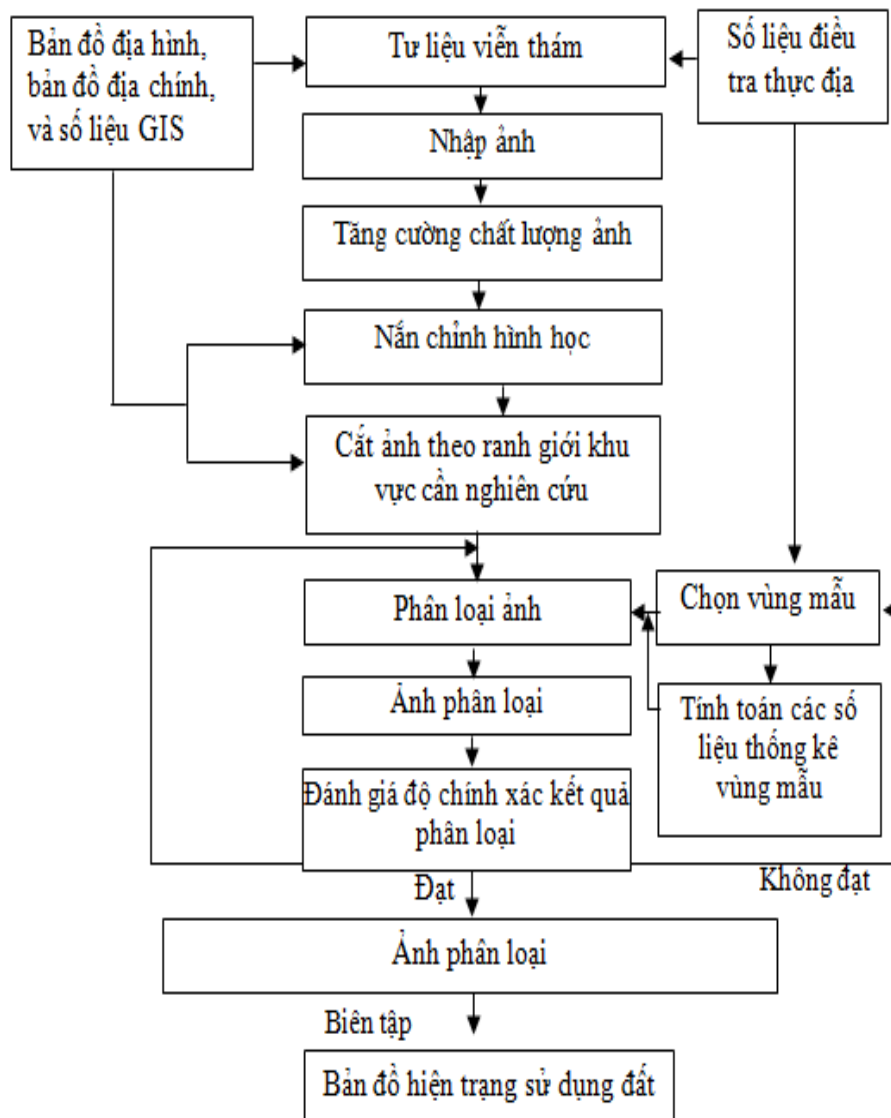 Bản đồ địa hình,
bản đồ địa chính,
và số liệu GIS
Tư liệu viễn thám
Số liệu điều
tra thực địa
Nhập ảnh
Tăng cường chất lượng ảnh
Nắn chỉnh hình học
Cắt ảnh theo ranh giới khu
vực cần nghiên cứu
Phân loại ảnh
Chọn vùng mẫu
Ảnh phân loại
Tính toán các số
liệu thống kê
vùng mẫu
Đánh giá độ chính xác kết quả
phân loại
Đạt
Không đạt
Ảnh phân loại
Biên tập
Bản đồ hiện trạng sử dụng đất